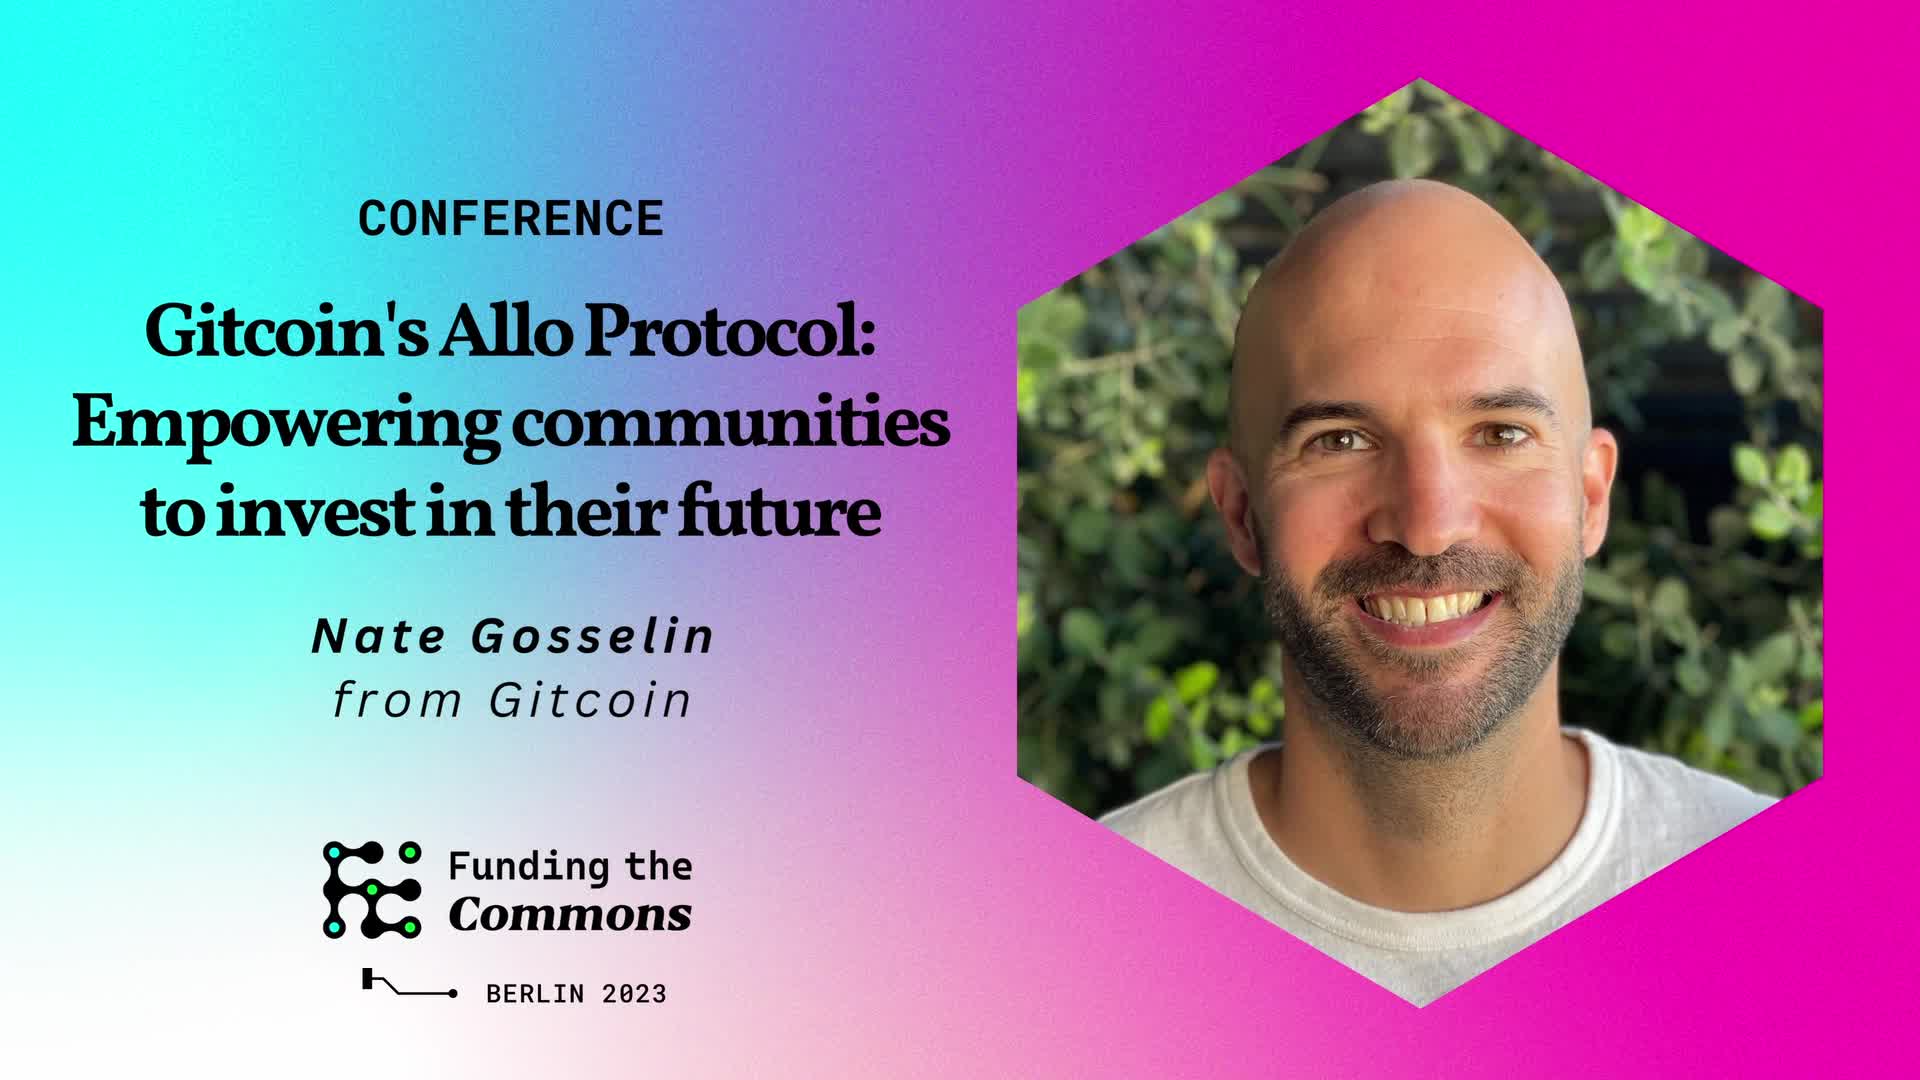 CONFERENCE
Gitcoin's Allo Protocol:
Empowering communities
to invest in their future
Nate Gosselin
from Gitcoin
Funding the
Commons
BERLIN 2023